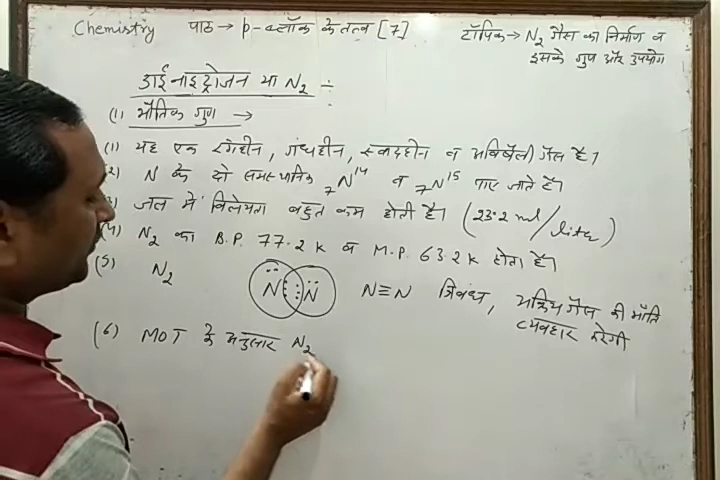 Chemistry पाठ → p-ब्लॉक के तत्व [7] टॉपिक → N₂ गैस का निर्माण व
इसके गुण और उपयोग
डाईनाइट्रोजन या N₂ ÷
(1) भौतिक गुण →
(1) यह एक रंगहीन, गंधहीन, स्वादहीन व अविषैली गैस है।
(2) N के दो समस्थानिक ₇N¹⁴ व ₇N¹⁵ पाए जाते हैं।
(3) जल में विलेयता बहुत कम होती है। (23.2 ml/liter)
(4) N₂ का B.P. 77.2 K व M.P. 63.2 K होता है।
(5) N₂ N N N≡N त्रिबंध, अक्रिय गैस की भाँति
व्यवहार करेगी
(6) MOT के अनुसार N₂